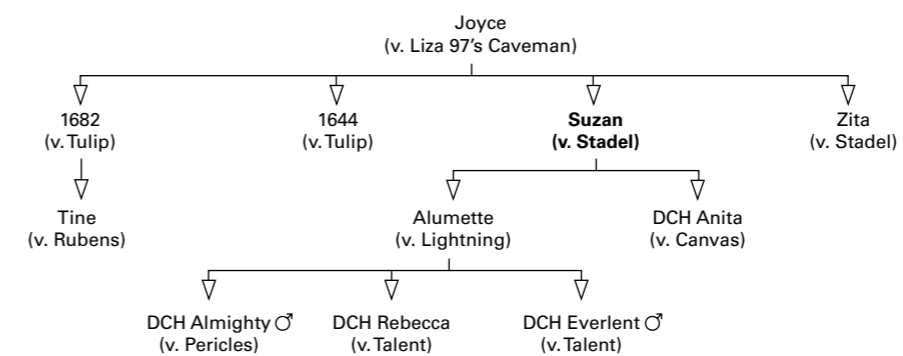 Joyce
(v. Liza 97's Caveman)
1682
(v. Tulip)
1644
(v. Tulip)
Suzan
(v. Stadel)
Zita
(v. Stadel)
Tine
(v. Rubens)
Alumette
(v. Lightning)
DCH Anita
(v. Canvas)
DCH Almighty ♂
(v. Pericles)
DCH Rebecca
(v. Talent)
DCH Everlent ♂
(v. Talent)